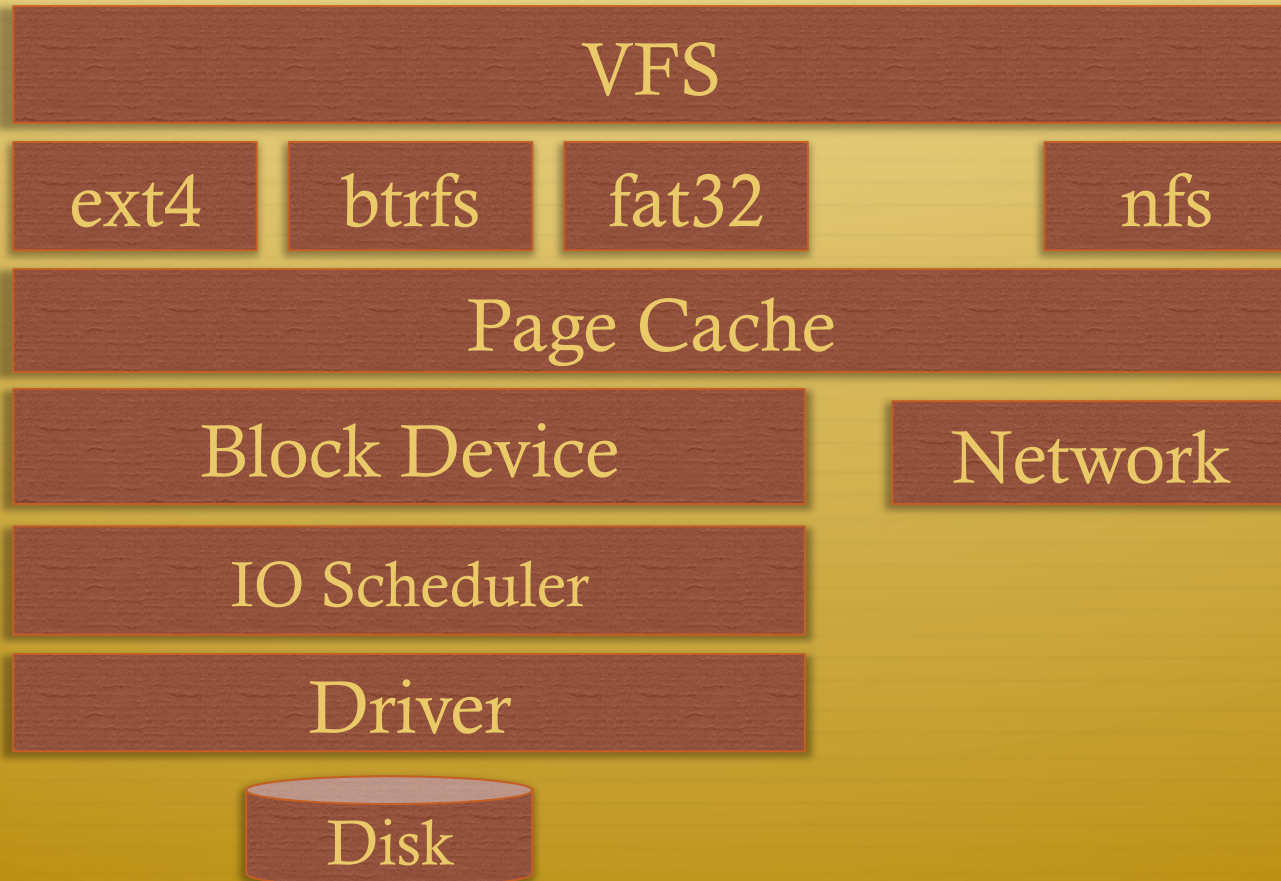 VFS
ext4 btrfs fat32 nfs
Page Cache
Block Device Network
IO Scheduler
Driver
Disk